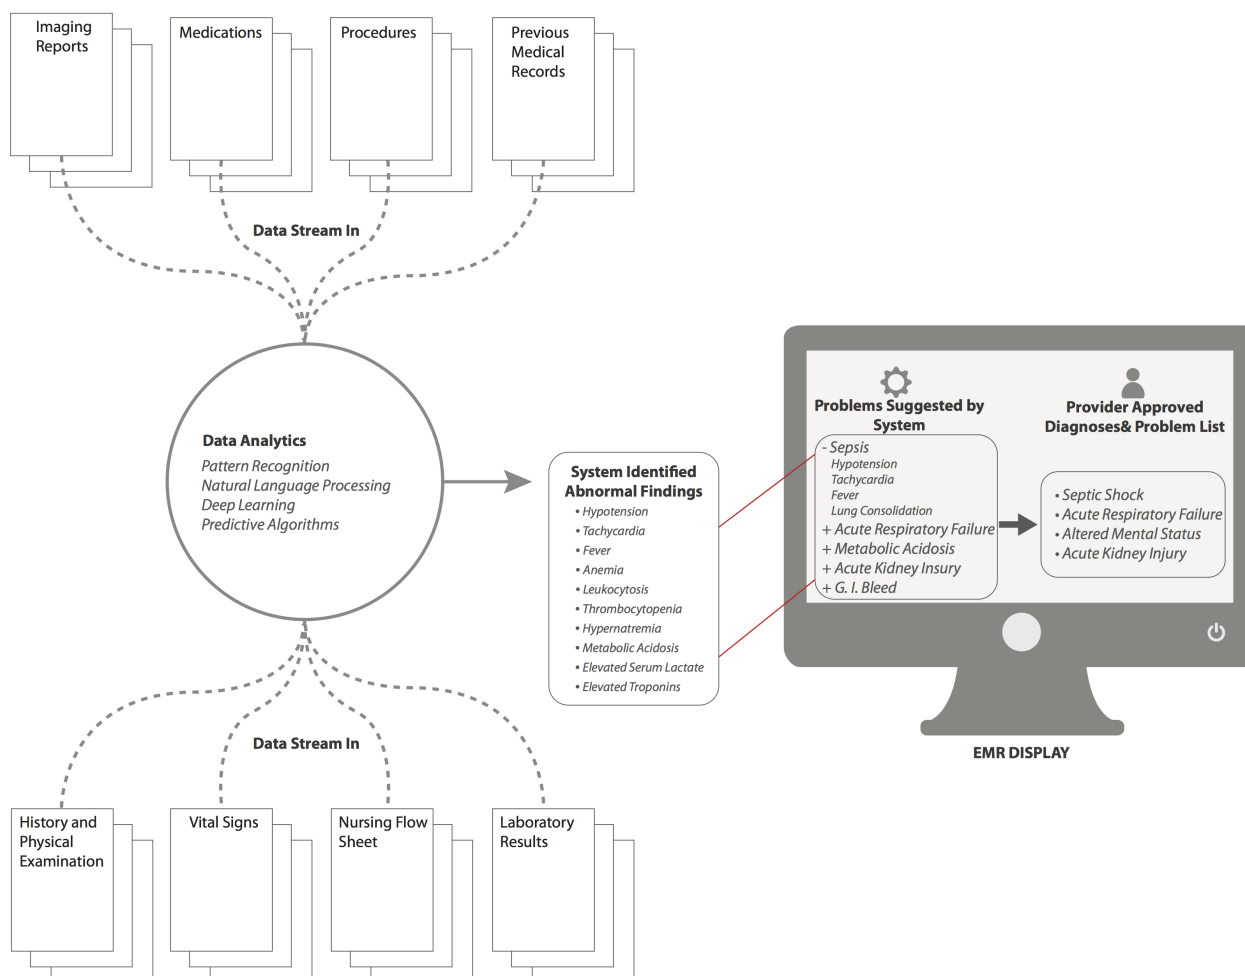 Imaging
Reports
Medications
Procedures
Previous
Medical
Records
Data Stream In
Data Analytics
Pattern Recognition
Natural Language Processing
Deep Learning
Predictive Algorithms
System Identified
Abnormal Findings
• Hypotension
• Tachycardia
• Fever
• Anemia
• Leukocytosis
• Thrombocytopenia
• Hypernatremia
• Metabolic Acidosis
• Elevated Serum Lactate
• Elevated Troponins
Problems Suggested by
System
- Sepsis
Hypotension
Tachycardia
Fever
Lung Consolidation
+ Acute Respiratory Failure
+ Metabolic Acidosis
+ Acute Kidney Insury
+ G. I. Bleed
Provider Approved
Diagnoses& Problem List
• Septic Shock
• Acute Respiratory Failure
• Altered Mental Status
• Acute Kidney Injury
EMR DISPLAY
Data Stream In
History and
Physical
Examination
Vital Signs
Nursing Flow
Sheet
Laboratory
Results